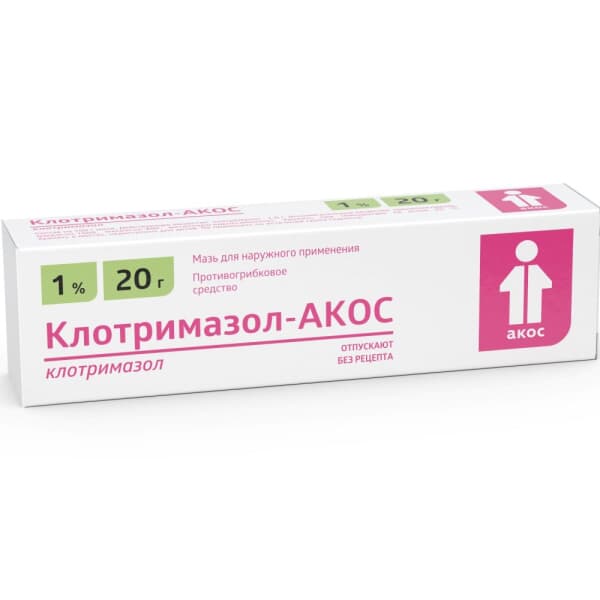 Клотримазол-АКОС
клотримазол
1 %
20 г
1 %
20 г
Мазь для наружного применения
Противогрибковое
средство
Клотримазол-АКОС
клотримазол
ОТПУСКАЮТ
БЕЗ РЕЦЕПТА
акос